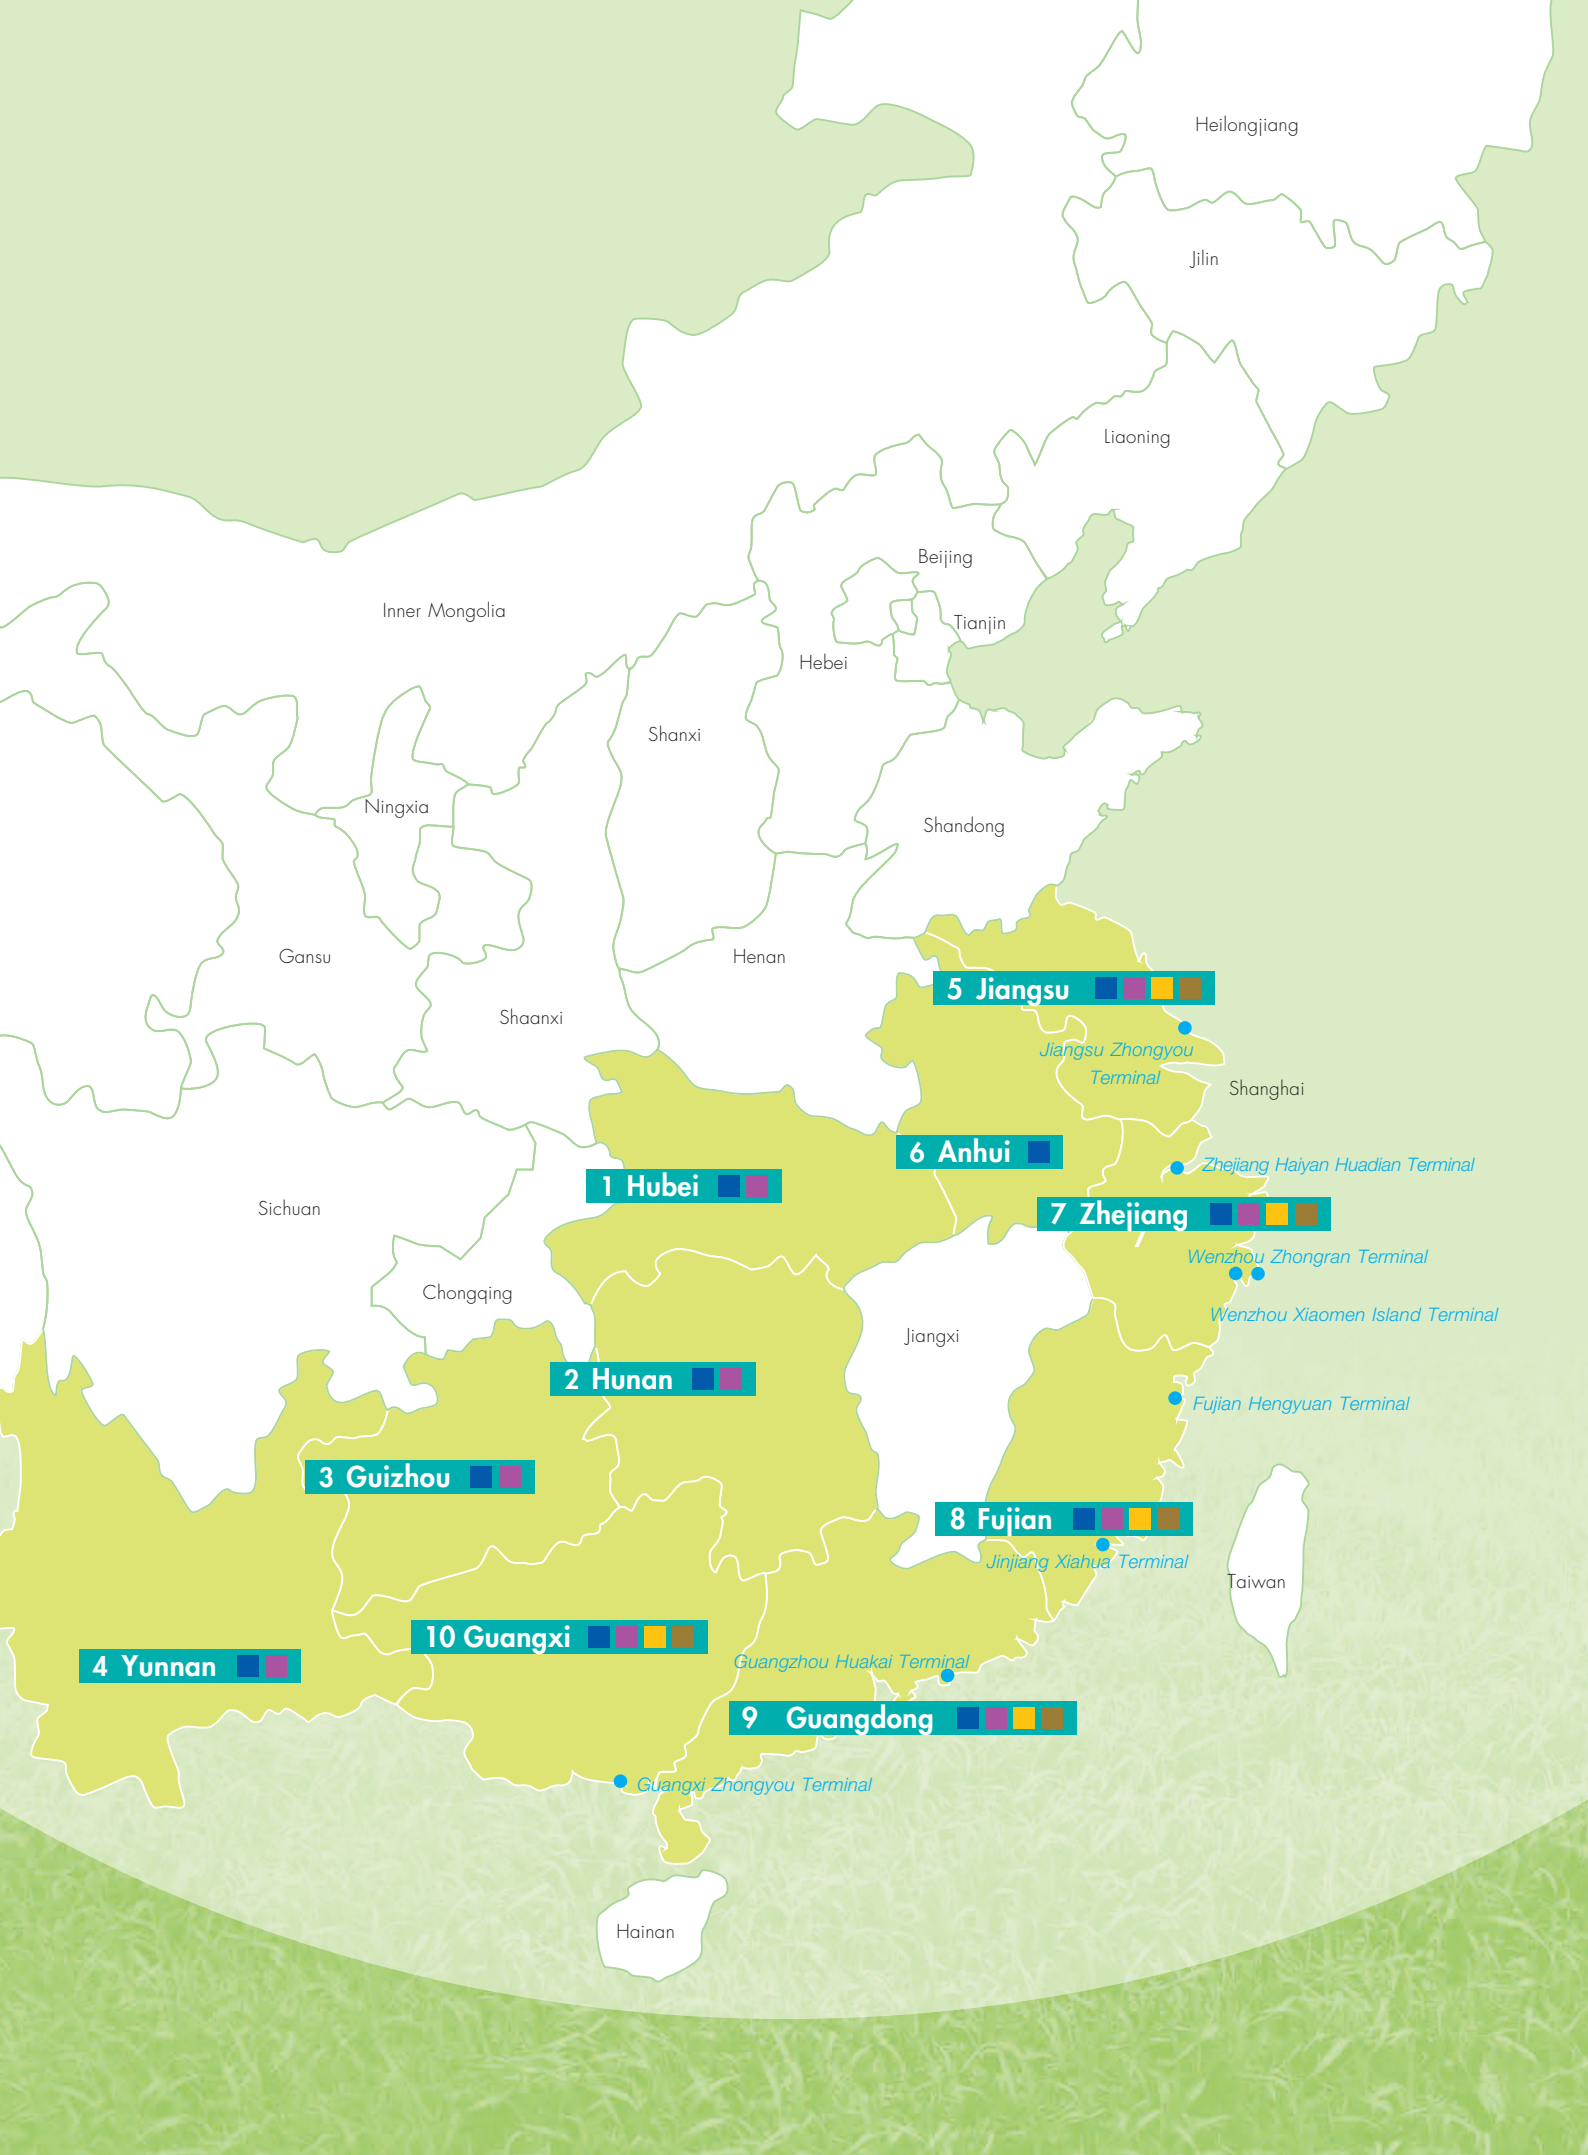 Heilongjiang
Jilin
Liaoning
Beijing
Inner Mongolia
Tianjin
Hebei
Shanxi
Ningxia
Shandong
Gansu
Henan
5 Jiangsu
Shaanxi
Jiangsu Zhongyou
Terminal
Shanghai
6 Anhui
Zhejiang Haiyan Huadian Terminal
1 Hubei
Sichuan
7 Zhejiang
Wenzhou Zhongran Terminal
Chongqing
Wenzhou Xiaomen Island Terminal
Jiangxi
2 Hunan
Fujian Hengyuan Terminal
3 Guizhou
8 Fujian
Jinjiang Xiahua Terminal
Taiwan
10 Guangxi
4 Yunnan
Guangzhou Huakai Terminal
9 Guangdong
Guangxi Zhongyou Terminal
Hainan